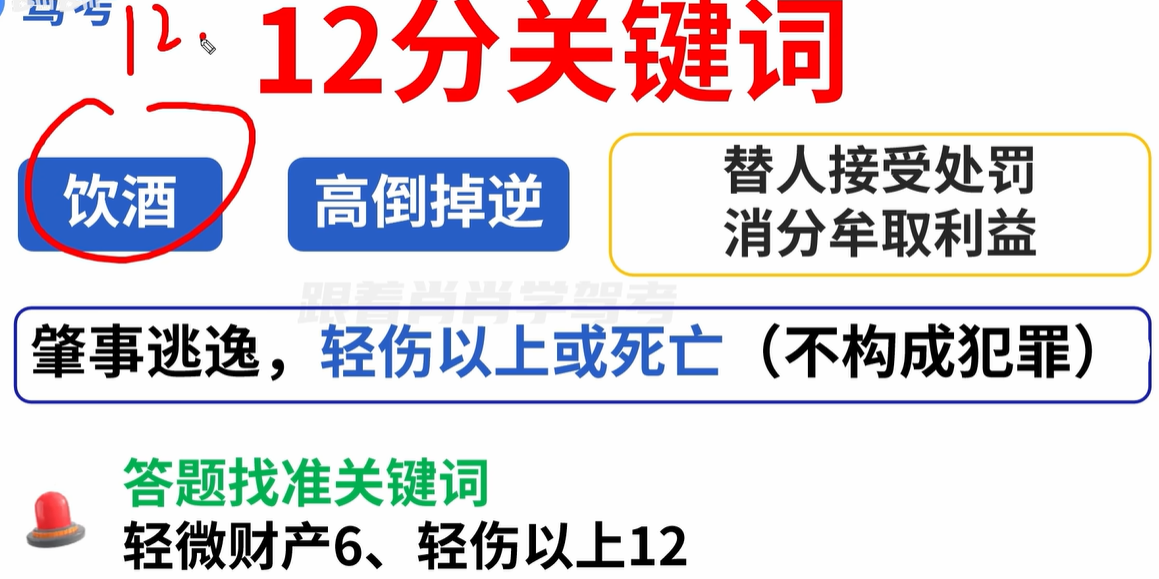 驾考
12.
12分关键词
饮酒
高倒掉逆
替人接受处罚
消分牟取利益
跟着肖肖学驾考
肇事逃逸，轻伤以上或死亡（不构成犯罪）
答题找准关键词
轻微财产6、轻伤以上12